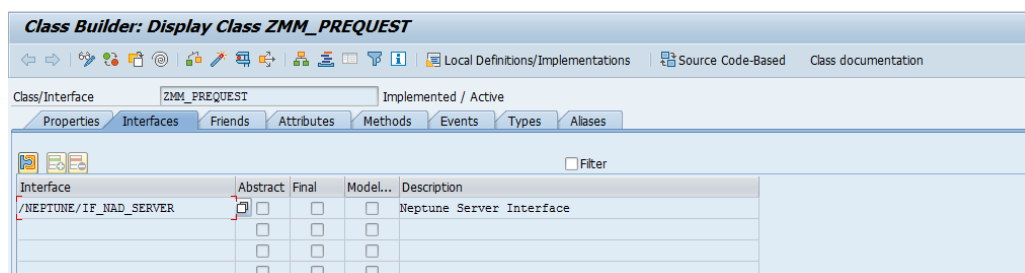 Class Builder: Display Class ZMM_PREQUEST
Local Definitions/Implementations Source Code-Based Class documentation
Class/Interface ZMM_PREQUEST Implemented / Active
Properties Interfaces Friends Attributes Methods Events Types Aliases
Filter
Interface Abstract Final Model... Description
/NEPTUNE/IF_NAD_SERVER Neptune Server Interface